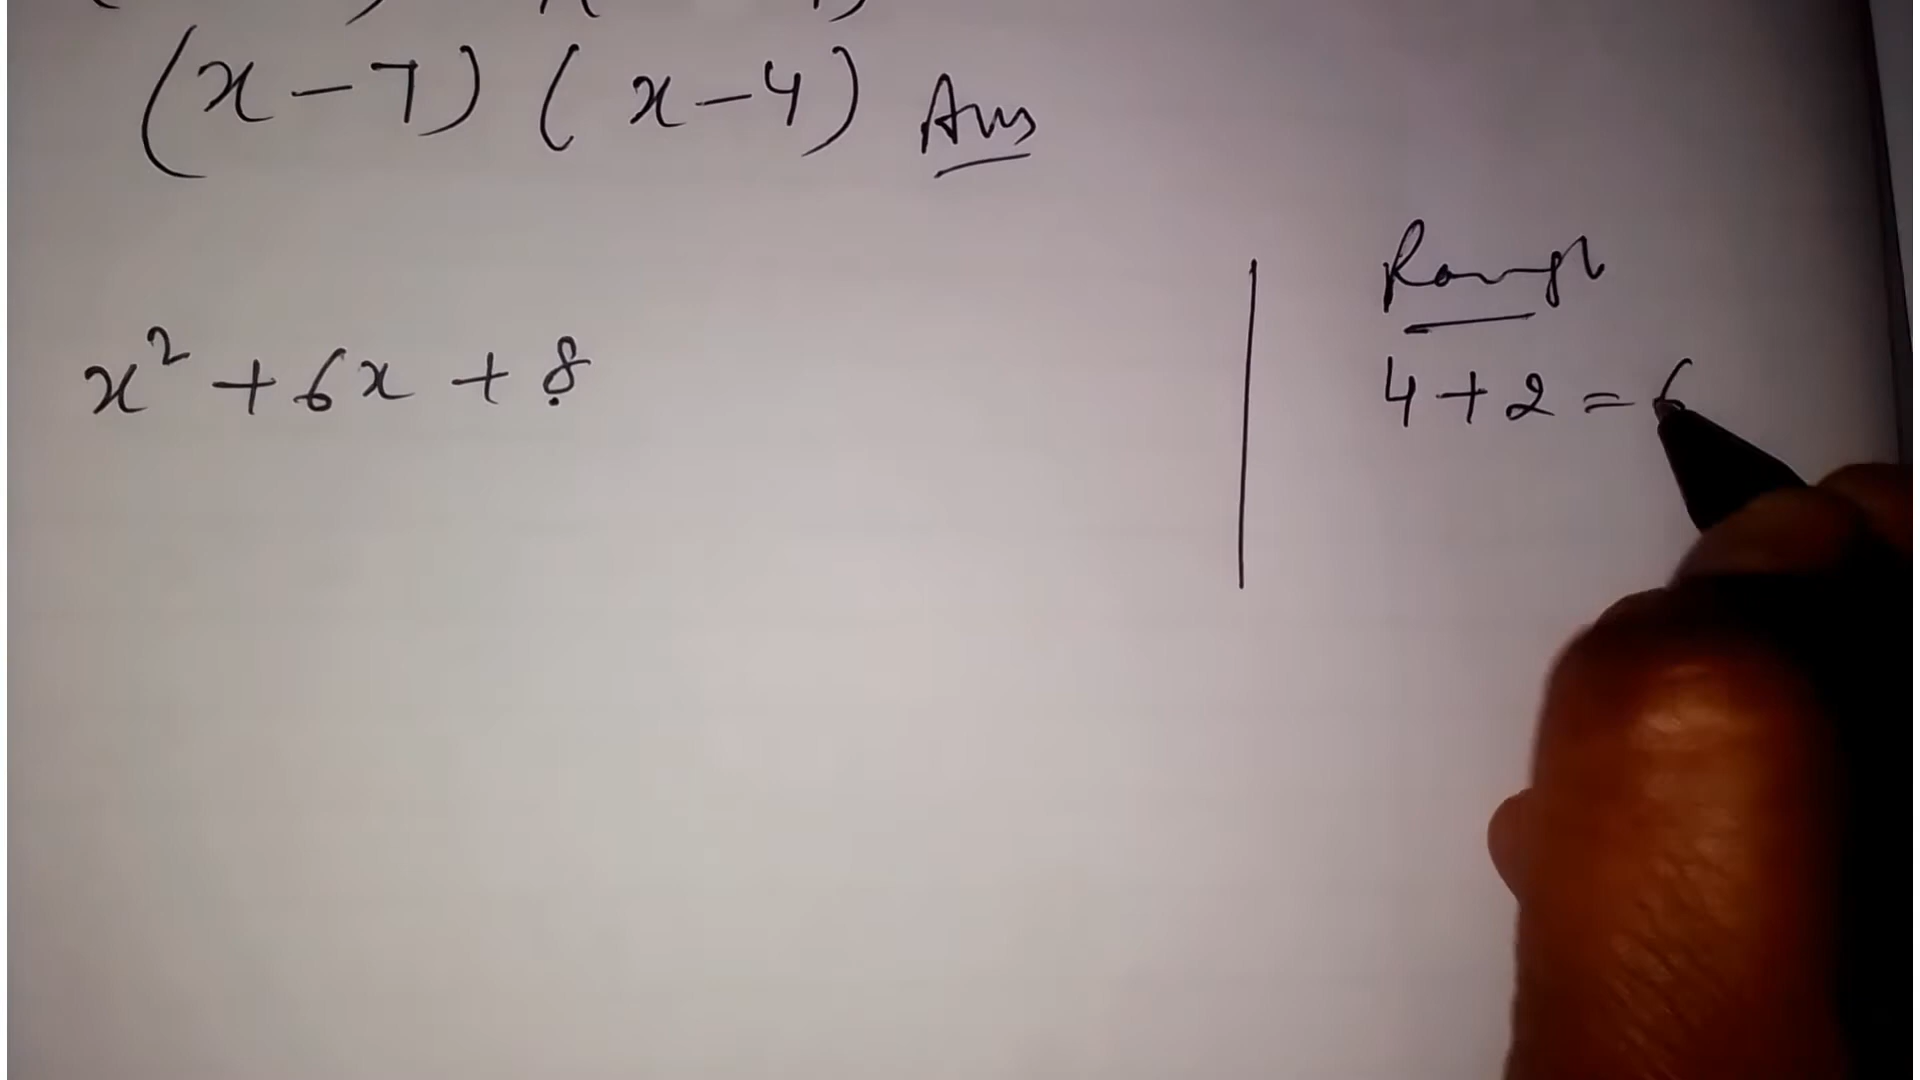 (x - 7) ( x - 4) Ans
x² + 6x + 8
Rough
4 + 2 = 6